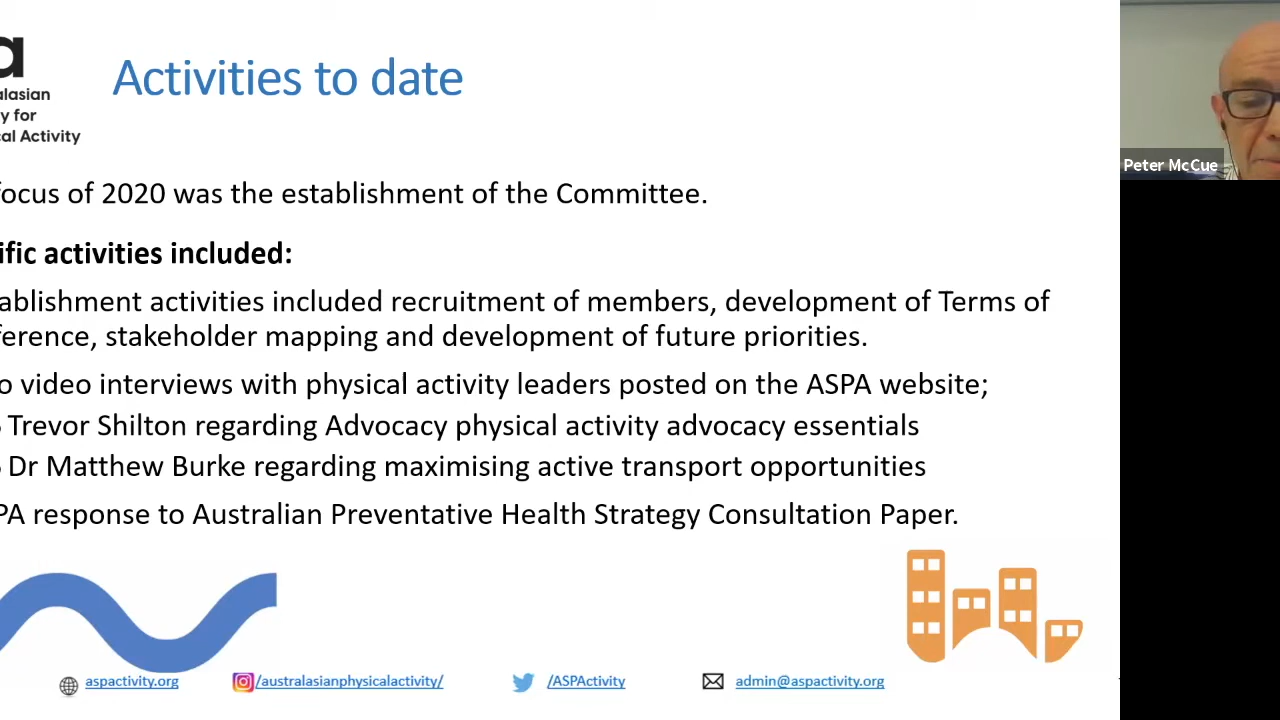 Activities to date
a
alasian
y for
cal Activity
focus of 2020 was the establishment of the Committee.
ific activities included:
ablishment activities included recruitment of members, development of Terms of
ference, stakeholder mapping and development of future priorities.
o video interviews with physical activity leaders posted on the ASPA website;
Trevor Shilton regarding Advocacy physical activity advocacy essentials
Dr Matthew Burke regarding maximising active transport opportunities
PA response to Australian Preventative Health Strategy Consultation Paper.
aspactivity.org
/australasianphysicalactivity/
/ASPActivity
admin@aspactivity.org
Peter McCue